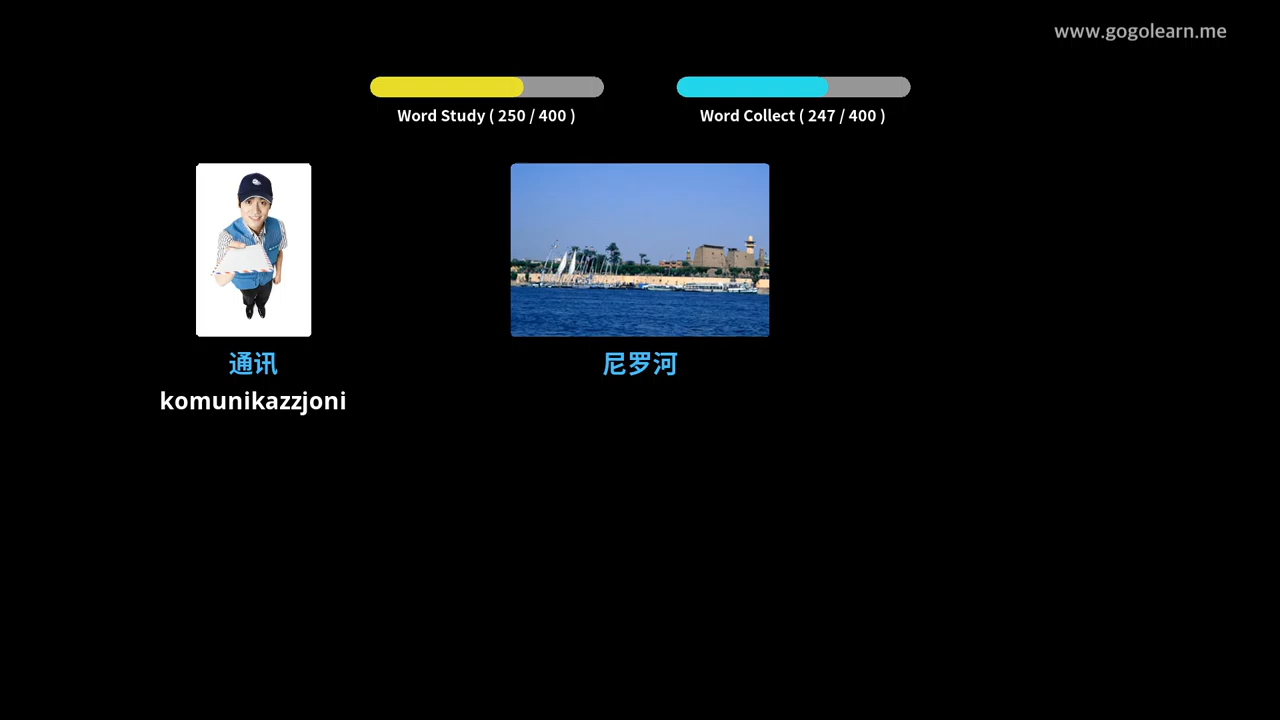 www.gogolearn.me
Word Study ( 250 / 400 )
Word Collect ( 247 / 400 )
通讯
尼罗河
komunikazzjoni